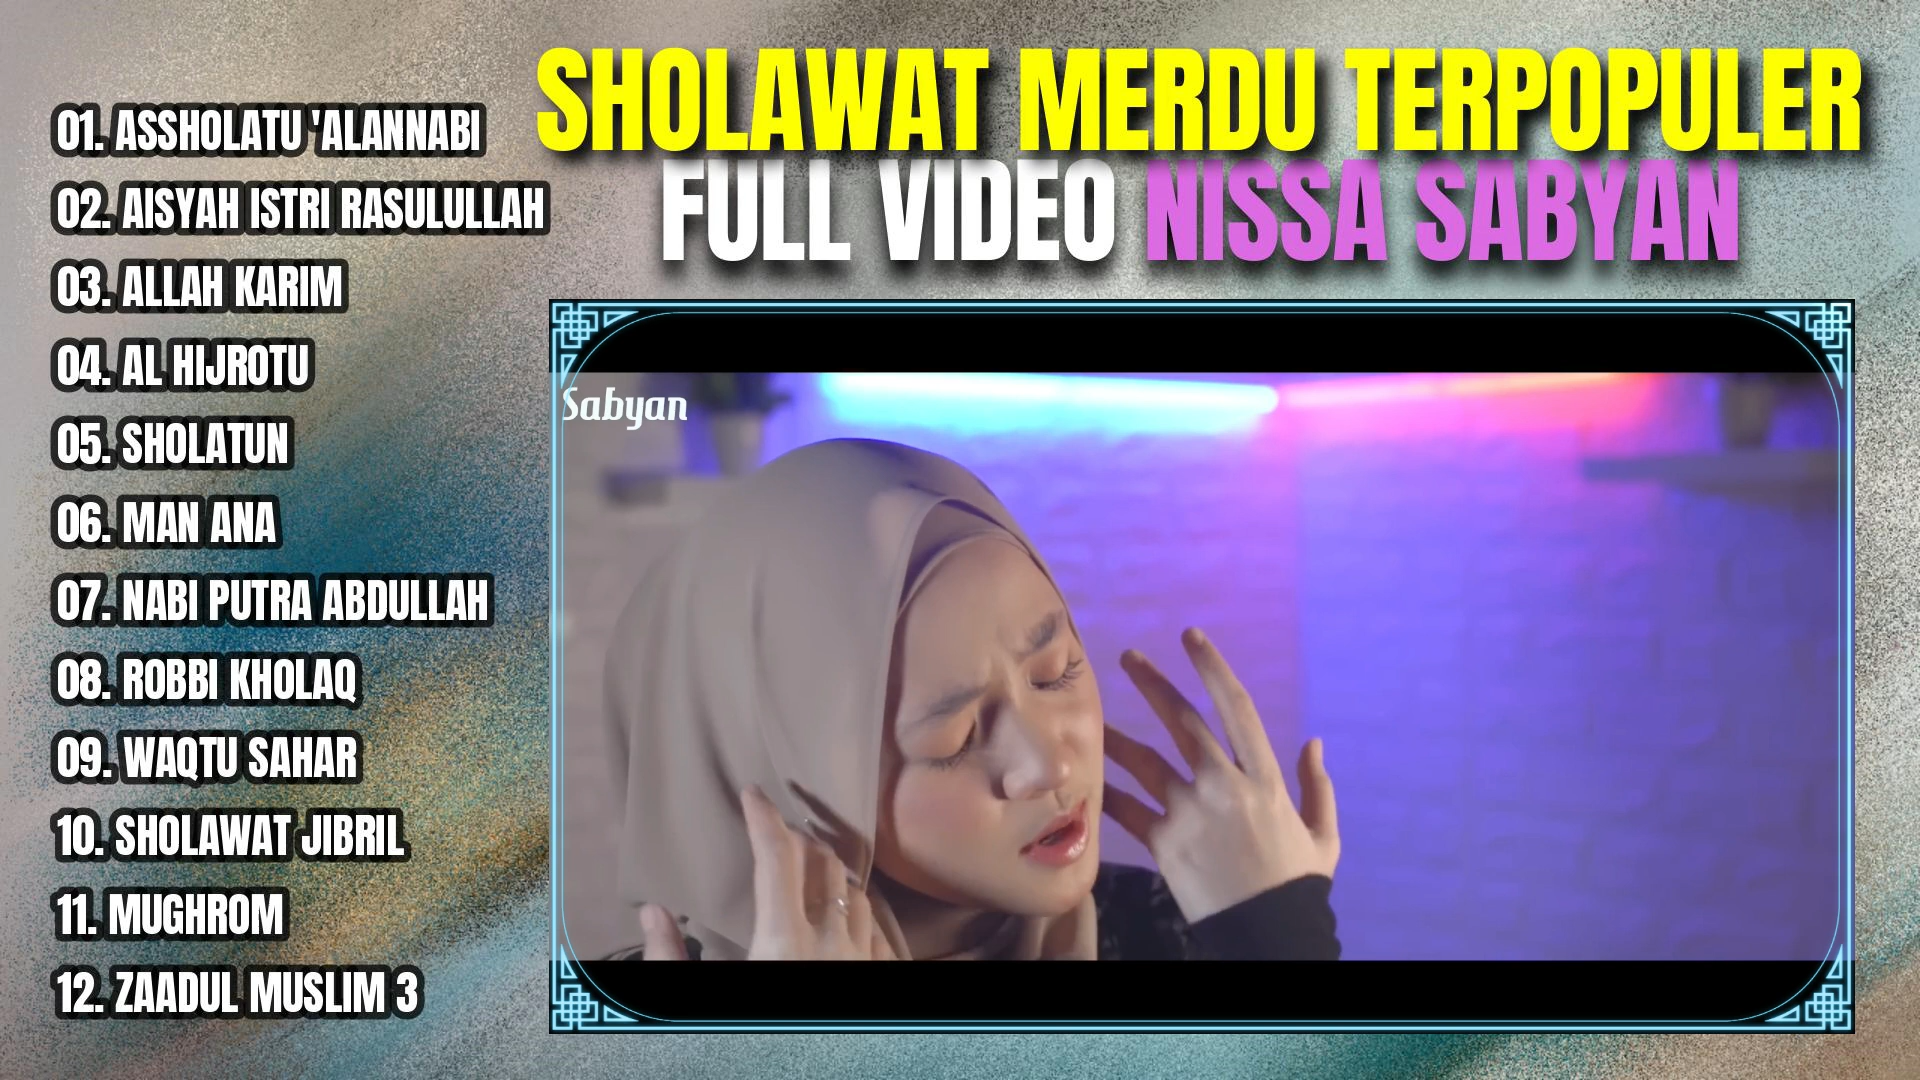 SHOLAWAT MERDU TERPOPULER
FULL VIDEO NISSA SABYAN
01. ASSHOLATU 'ALANNABI
02. AISYAH ISTRI RASULULLAH
03. ALLAH KARIM
04. AL HIJROTU
05. SHOLATUN
06. MAN ANA
07. NABI PUTRA ABDULLAH
08. ROBBI KHOLAQ
09. WAQTU SAHAR
10. SHOLAWAT JIBRIL
11. MUGHROM
12. ZAADUL MUSLIM 3
Sabyan